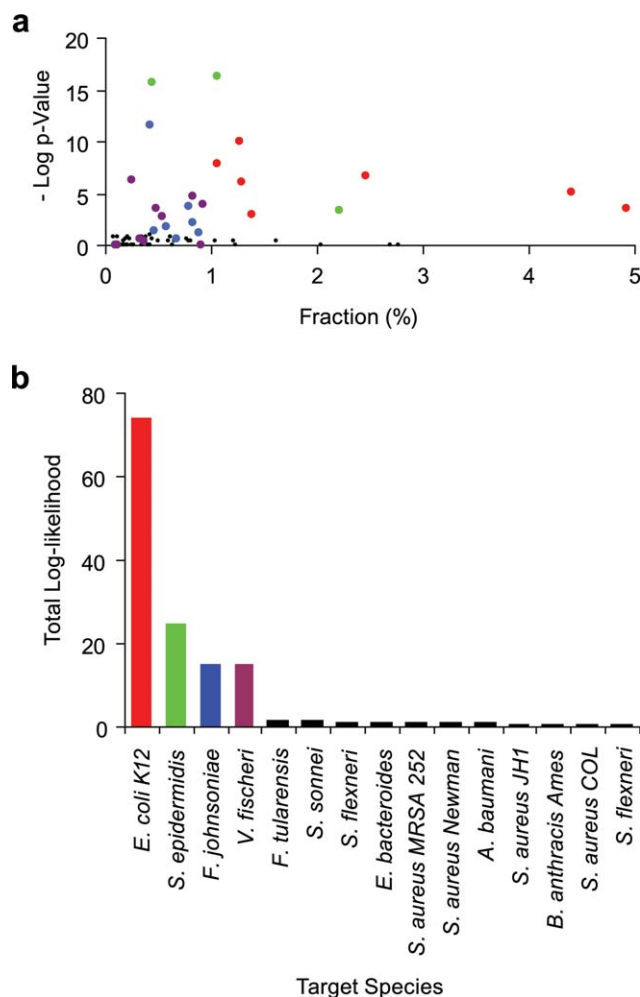 a
20
15
10
5
0
- Log p-Value
0 1 2 3 4 5
Fraction (%)
b
80
60
40
20
0
Total Log-likelihood
E. coli K12
S. epidermidis
F. johnsoniae
V. fischeri
F. tularensis
S. sonnei
S. flexneri
E. bacteroides
S. aureus MRSA 252
S. aureus Newman
A. baumani
S. aureus JH1
B. anthracis Ames
S. aureus COL
S. flexneri
Target Species